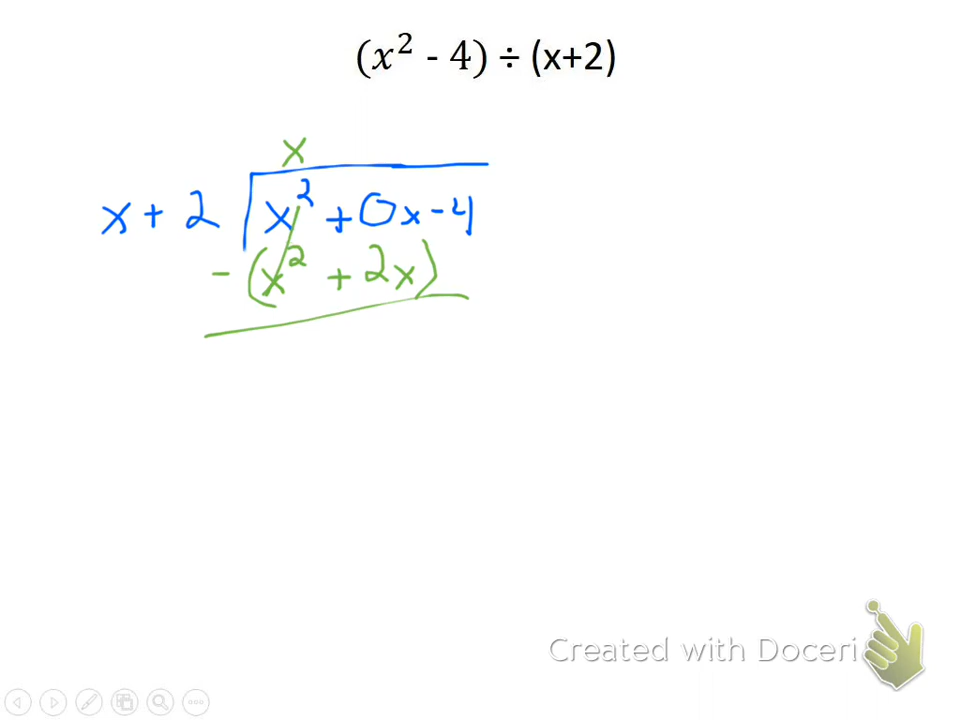 (x² - 4) ÷ (x+2)
x
x + 2 x² + 0x - 4
- (x² + 2x)
Created with Doceri